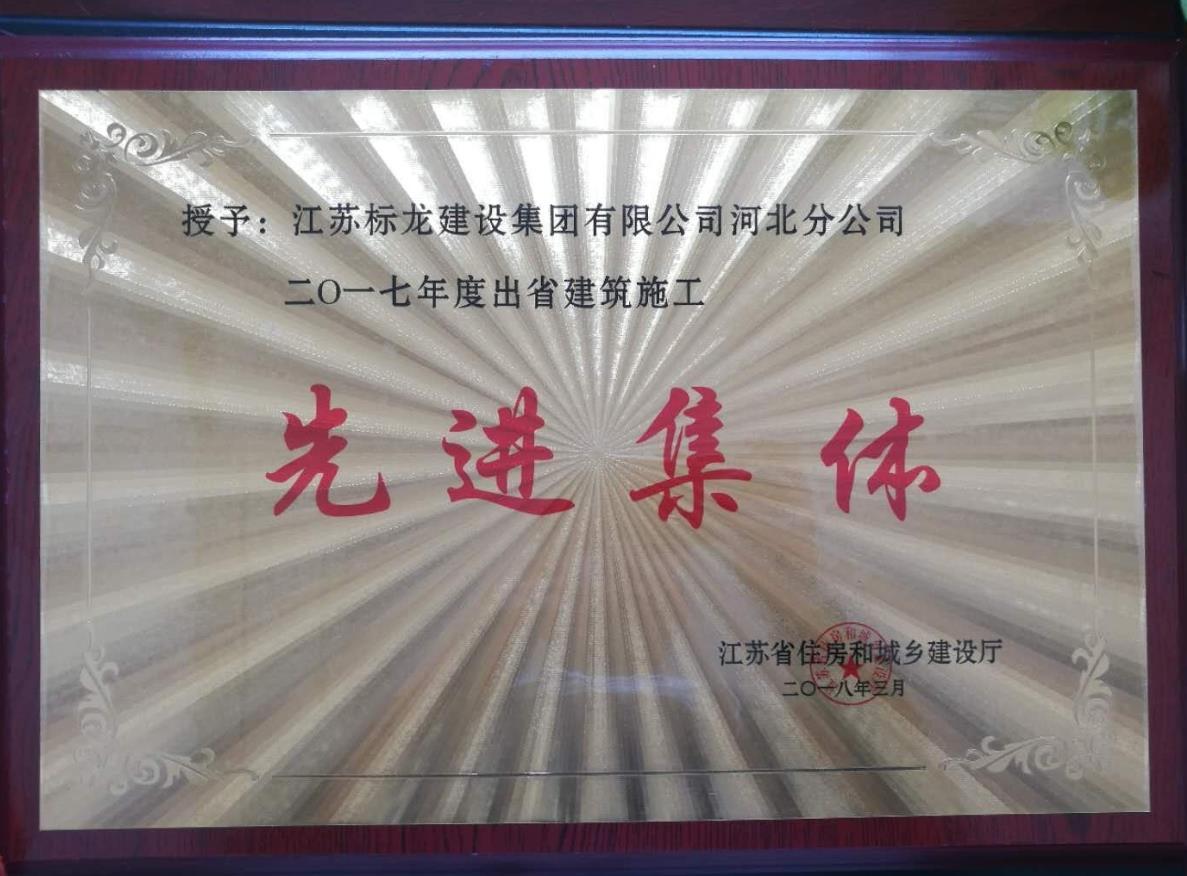 授予：江苏标龙建设集团有限公司河北分公司
二〇一七年度出省建筑施工
先进集体
江苏省住房和城乡建设厅
二〇一八年三月